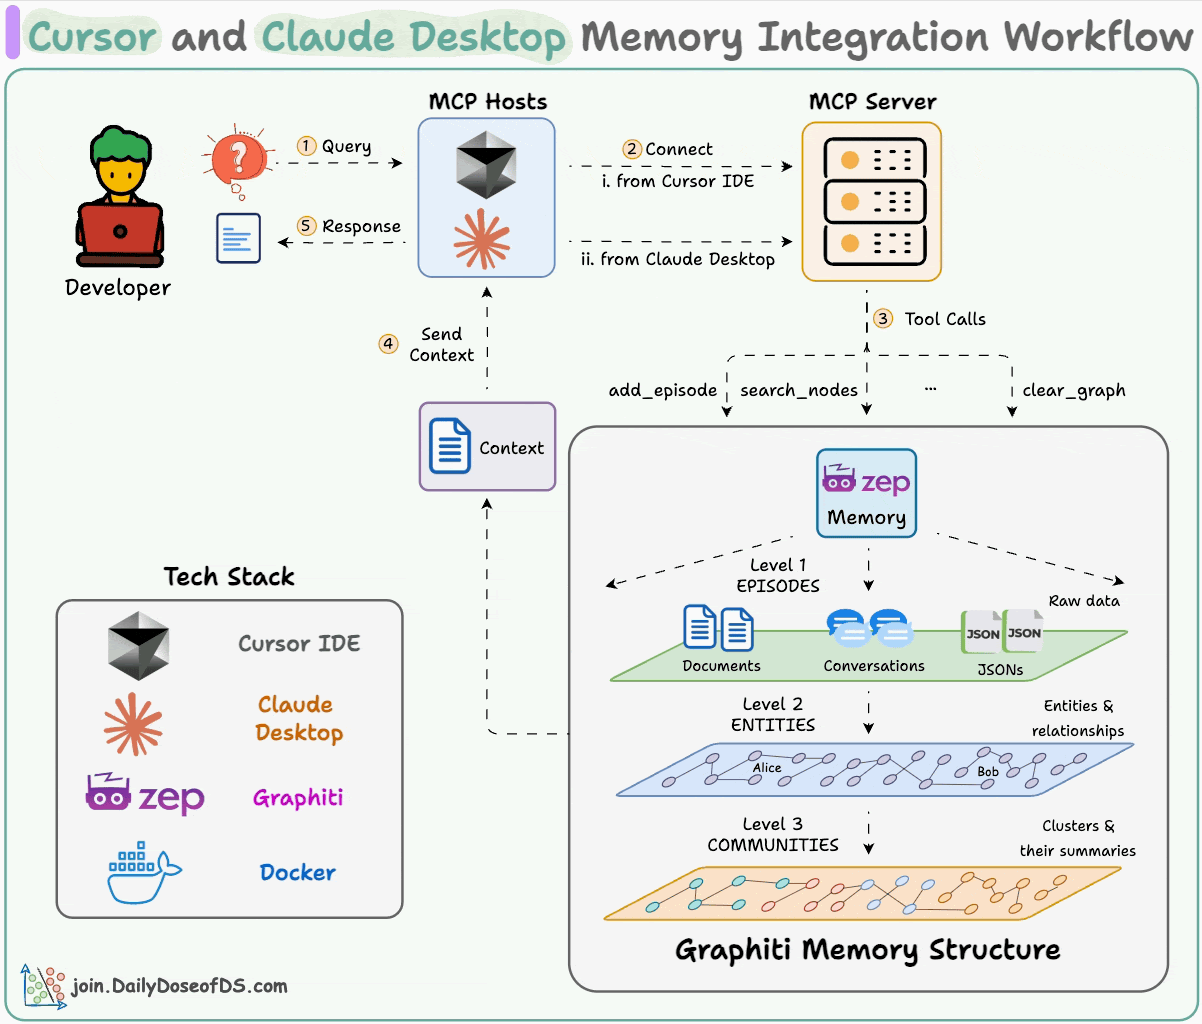 Cursor and Claude Desktop Memory Integration Workflow
MCP Hosts
MCP Server
1 Query
2 Connect
i. from Cursor IDE
5 Response
ii. from Claude Desktop
Developer
3 Tool Calls
4 Send
Context
add_episode
search_nodes
...
clear_graph
Context
zep
Memory
Level 1
EPISODES
Raw data
Documents
Conversations
JSON
JSON
JSONs
Level 2
ENTITIES
Entities &
relationships
Alice
Bob
Level 3
COMMUNITIES
Clusters &
their summaries
Graphiti Memory Structure
Tech Stack
Cursor IDE
Claude
Desktop
zep
Graphiti
Docker
join.DailyDoseofDS.com